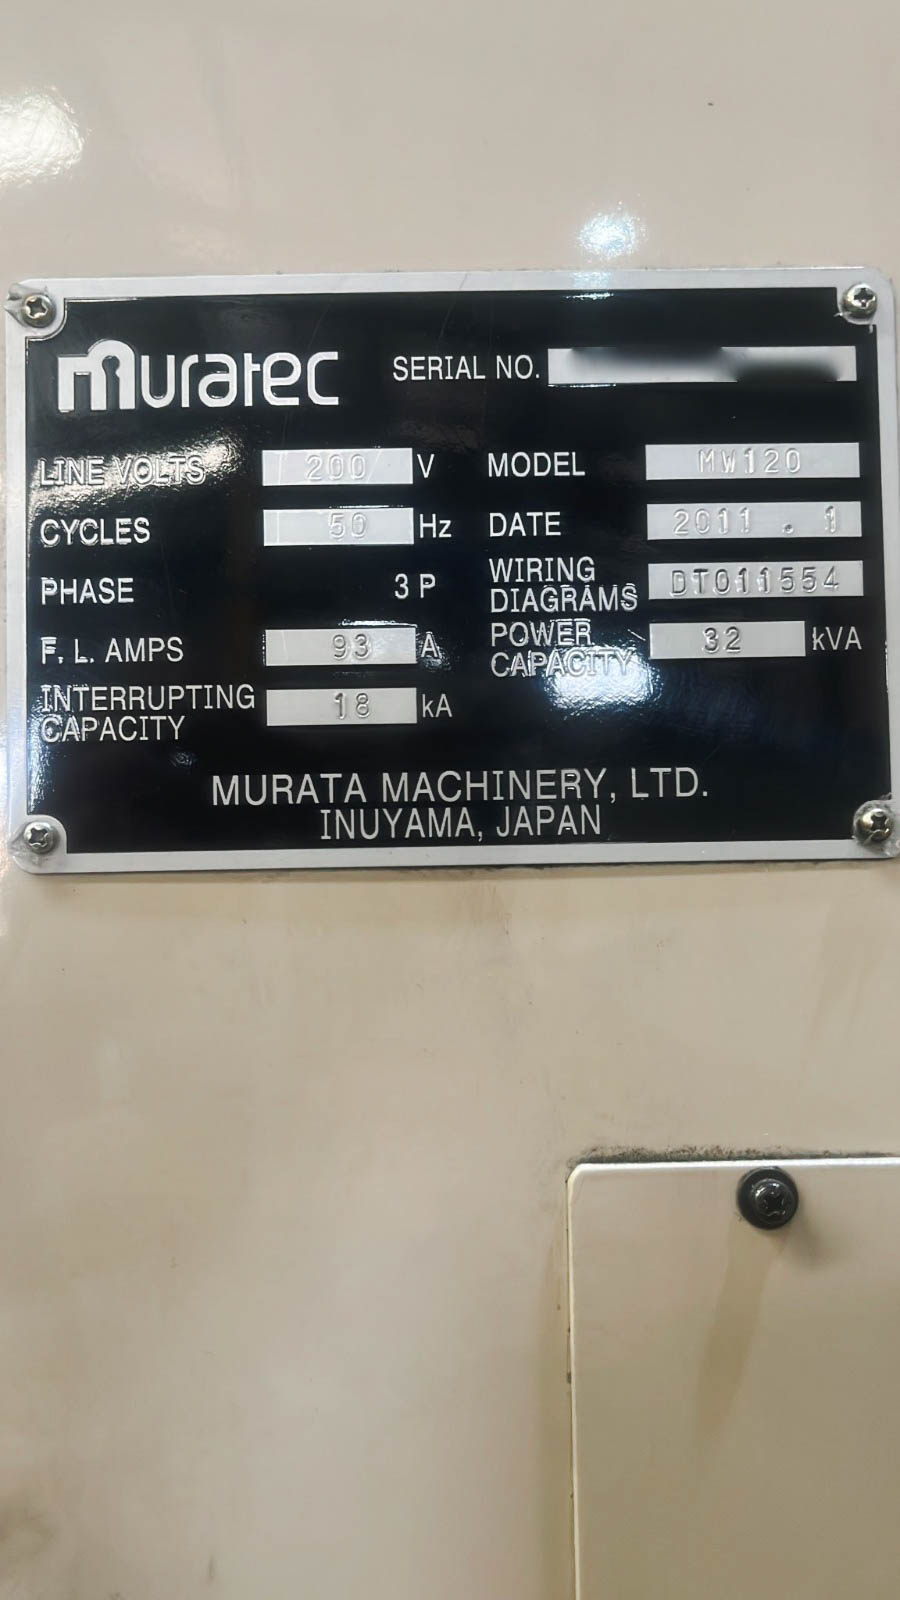 muratec
SERIAL NO.
LINE VOLTS 200 V
MODEL MW120
CYCLES 50 Hz
DATE 2011 . 1
PHASE 3 P
WIRING
DIAGRAMS DT011554
F. L. AMPS 93 A
POWER
CAPACITY 32 kVA
INTERRUPTING
CAPACITY 18 kA
MURATA MACHINERY, LTD.
INUYAMA, JAPAN